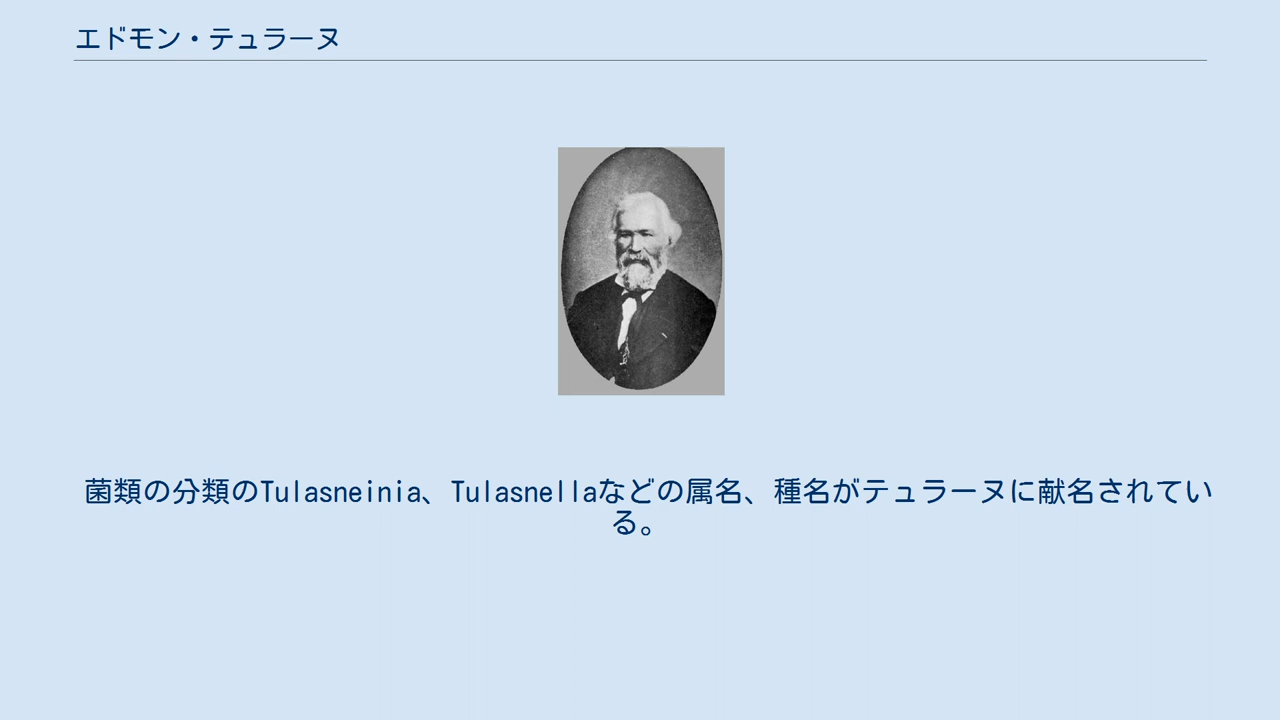 エドモン・テュラーヌ
菌類の分類のTulasneinia、Tulasnellaなどの属名、種名がテュラーヌに献名されてい
る。